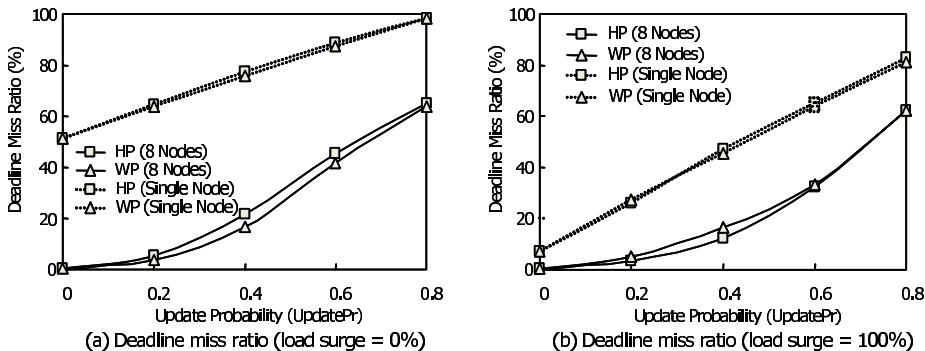 Deadline Miss Ratio (%)
100
80
60
40
20
0
HP (8 Nodes)
WP (8 Nodes)
HP (Single Node)
WP (Single Node)
0 0.2 0.4 0.6 0.8
Update Probability (UpdatePr)
(a) Deadline miss ratio (load surge = 0%)
Deadline Miss Ratio (%)
100
80
60
40
20
0
HP (8 Nodes)
WP (8 Nodes)
HP (Single Node)
WP (Single Node)
0 0.2 0.4 0.6 0.8
Update Probability (UpdatePr)
(b) Deadline miss ratio (load surge = 100%)